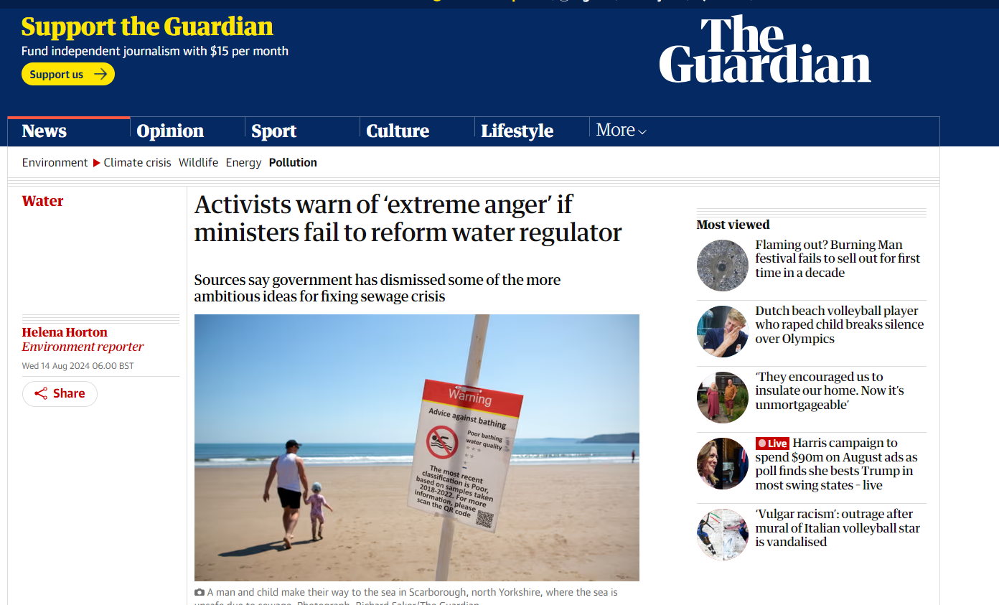 Support the Guardian
Fund independent journalism with $15 per month
Support us
The
Guardian
News
Opinion
Sport
Culture
Lifestyle
More
Environment
Climate crisis
Wildlife
Energy
Pollution
Water
Activists warn of ‘extreme anger’ if
ministers fail to reform water regulator
Sources say government has dismissed some of the more
ambitious ideas for fixing sewage crisis
Helena Horton
Environment reporter
Wed 14 Aug 2024 06.00 BST
Share
Warning
Advice against bathing
Poor bathing
water quality
The most recent
classification is Poor,
based on samples taken
2018-2022. For more
information, please
scan the QR code
A man and child make their way to the sea in Scarborough, north Yorkshire, where the sea is
unsafe due to sewage. Photograph: Richard Saker/The Guardian
Most viewed
Flaming out? Burning Man
festival fails to sell out for first
time in a decade
Dutch beach volleyball player
who raped child breaks silence
over Olympics
‘They encouraged us to
insulate our home. Now it’s
unmortgageable’
Live Harris campaign to
spend $90m on August ads as
poll finds she bests Trump in
most swing states – live
‘Vulgar racism’: outrage after
mural of Italian volleyball star
is vandalised